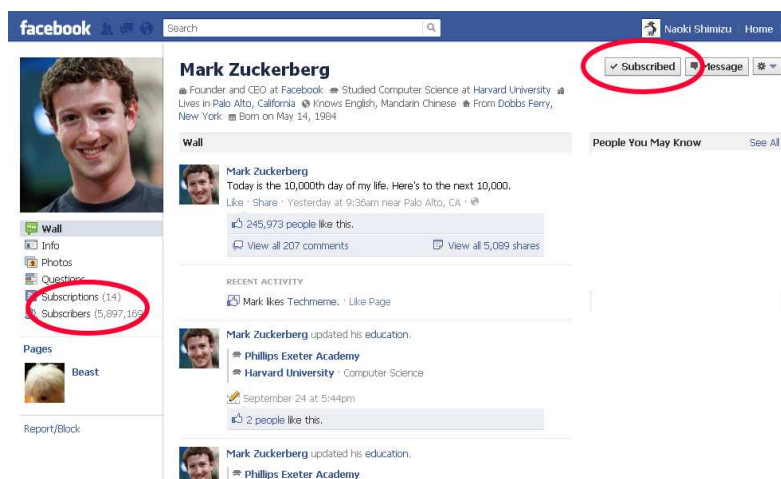 facebook
Search
Naoki Shimizu
Home
Mark Zuckerberg
Subscribed
Message
Founder and CEO at Facebook Studied Computer Science at Harvard University
Lives in Palo Alto, California Knows English, Mandarin Chinese From Dobbs Ferry,
New York Born on May 14, 1984
Wall
People You May Know See All
Mark Zuckerberg
Today is the 10,000th day of my life. Here's to the next 10,000.
Like · Share · Yesterday at 9:36am near Palo Alto, CA ·
245,973 people like this.
View all 207 comments View all 5,089 shares
RECENT ACTIVITY
Mark likes Techmeme. · Like Page
Mark Zuckerberg updated his education.
Phillips Exeter Academy
Harvard University · Computer Science
September 24 at 5:44pm
2 people like this.
Mark Zuckerberg updated his education.
Phillips Exeter Academy
Wall
Info
Photos
Questions
Subscriptions (14)
Subscribers (5,897,169)
Pages
Beast
Report/Block